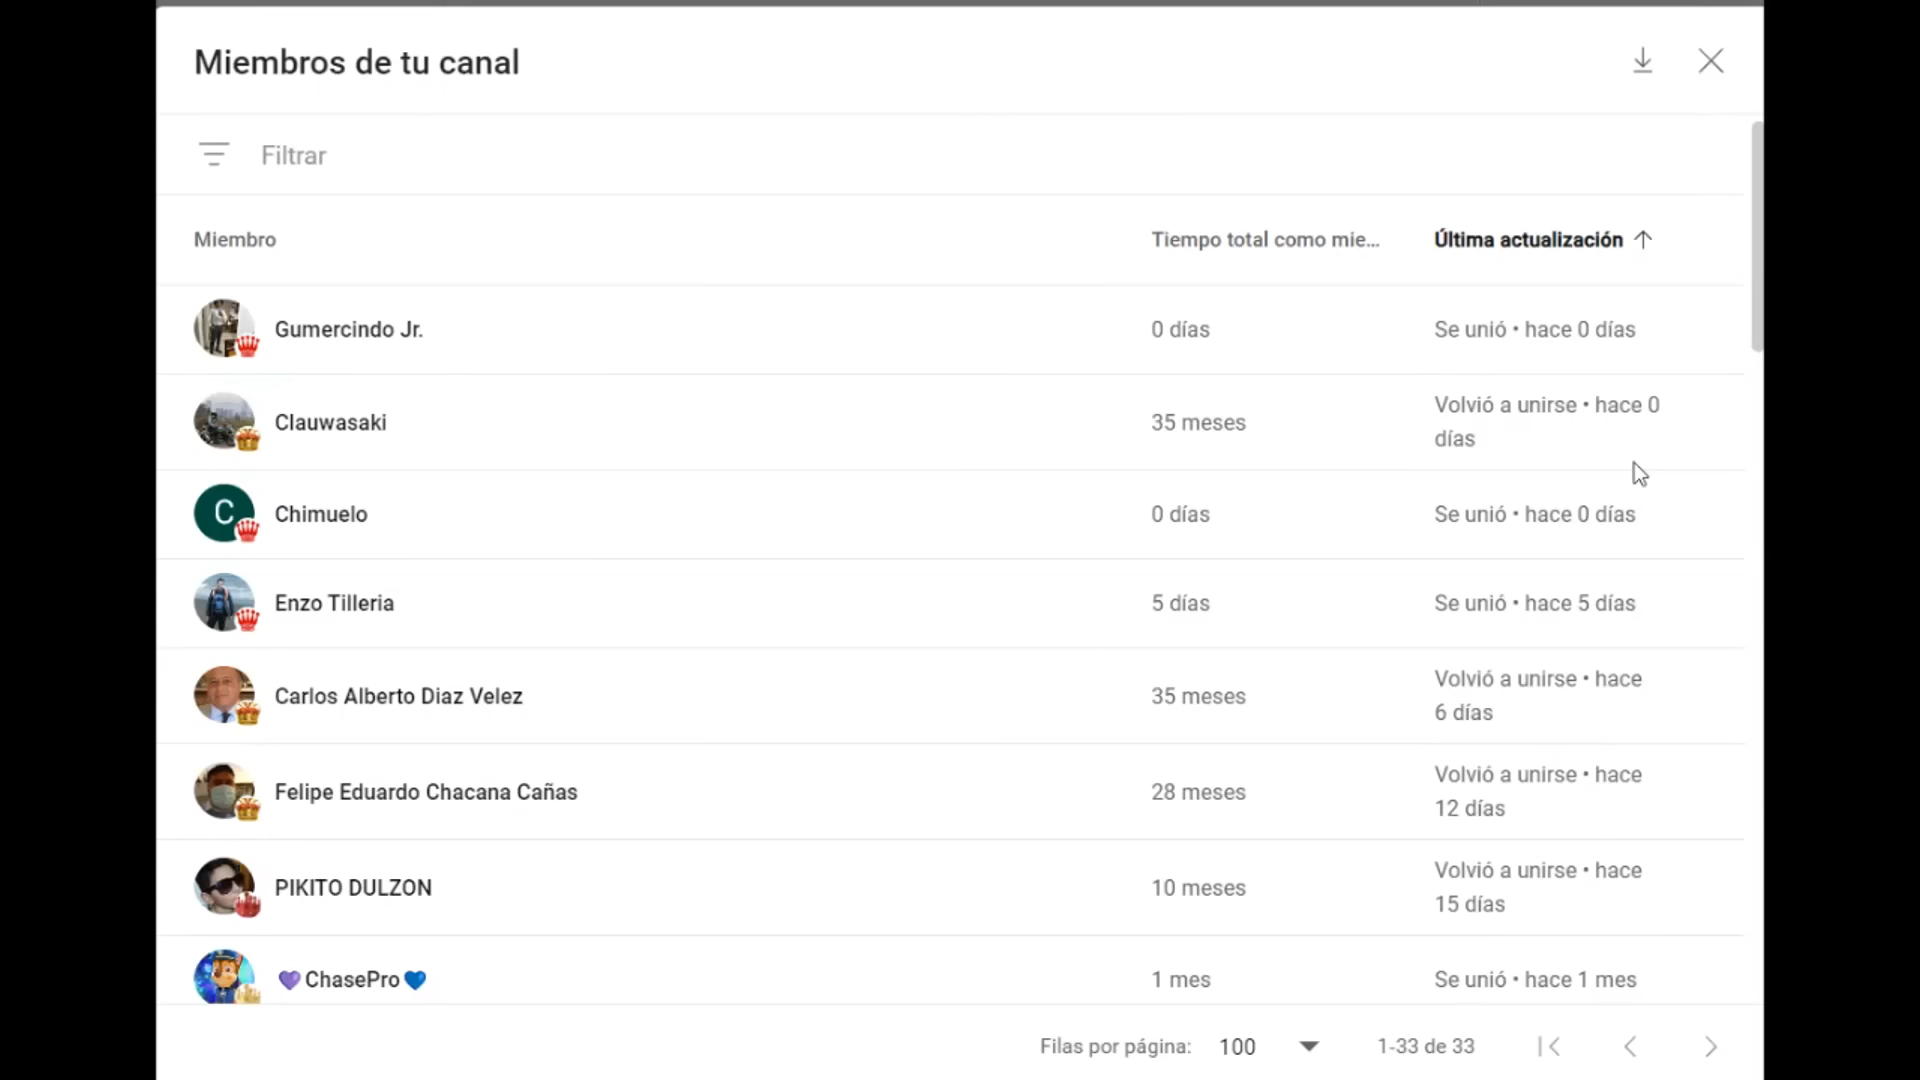 Miembros de tu canal
Filtrar
Miembro Tiempo total como mie... Última actualización
Gumercindo Jr. 0 días Se unió • hace 0 días
Clauwasaki 35 meses Volvió a unirse • hace 0
días
C Chimuelo 0 días Se unió • hace 0 días
Enzo Tilleria 5 días Se unió • hace 5 días
Carlos Alberto Diaz Velez 35 meses Volvió a unirse • hace
6 días
Felipe Eduardo Chacana Cañas 28 meses Volvió a unirse • hace
12 días
PIKITO DULZON 10 meses Volvió a unirse • hace
15 días
💜ChasePro💙 1 mes Se unió • hace 1 mes
Filas por página: 100 1-33 de 33